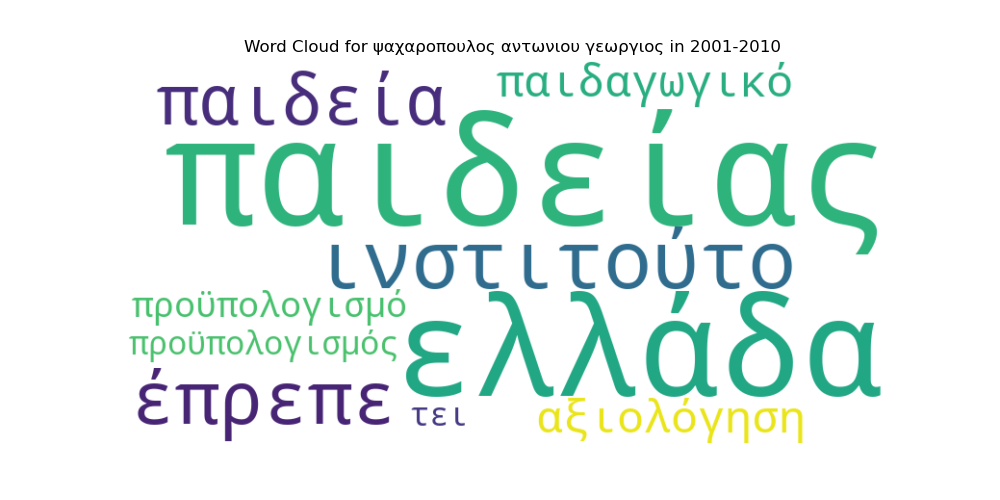 Word Cloud for ψαχαροπουλος αντωνιου γεωργιος in 2001-2010
παιδεία
παιδαγωγικό
παιδείας
ινστιτούτο
προϋπολογισμό
ελλάδα
προϋπολογισμός
έπρεπε
τει
αξιολόγηση